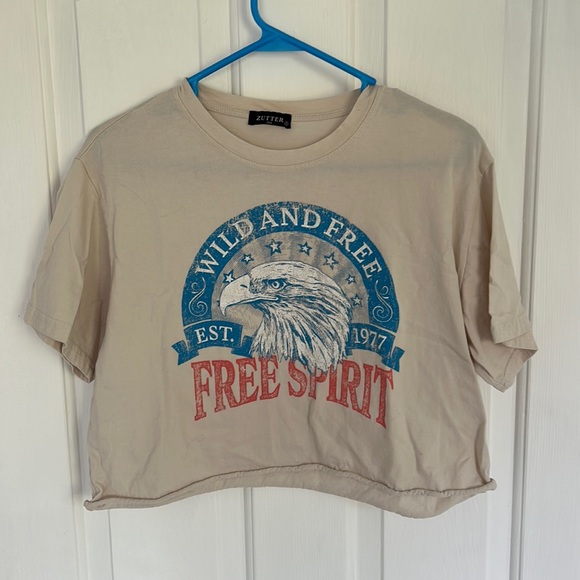 ZUTTER
WILD AND FREE
EST. 1977
FREE SPIRIT